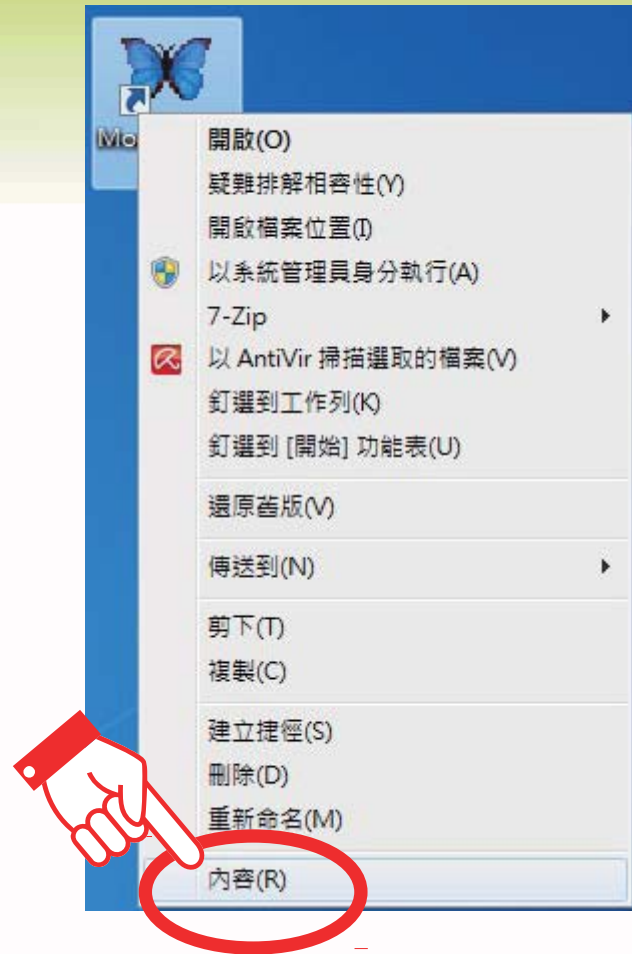 Mo
開啟(O)
疑難排解相容性(Y)
開啟檔案位置(I)
以系統管理員身分執行(A)
7-Zip
以 AntiVir 掃描選取的檔案(V)
釘選到工作列(K)
釘選到 [開始] 功能表(U)
還原舊版(V)
傳送到(N)
剪下(T)
複製(C)
建立捷徑(S)
刪除(D)
重新命名(M)
內容(R)